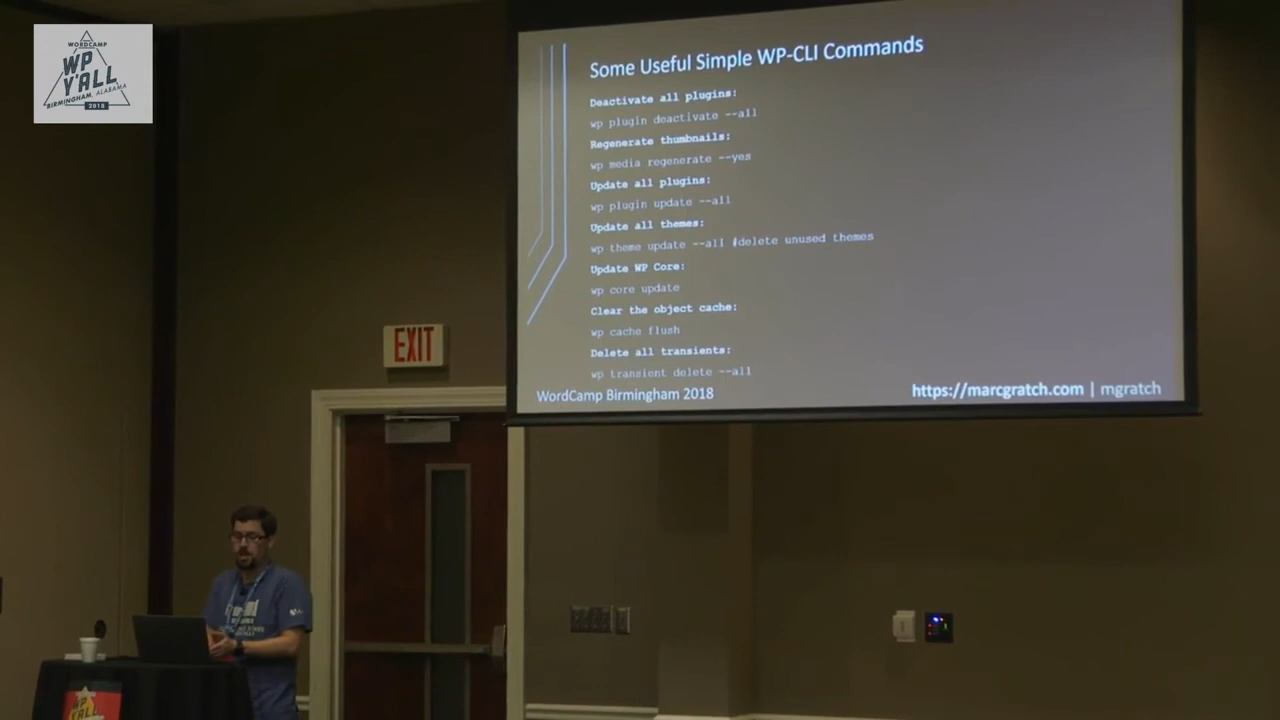 WORDCAMP
WP
Y'ALL
BIRMINGHAM, ALABAMA
2018
Some Useful Simple WP-CLI Commands
Deactivate all plugins:
wp plugin deactivate --all
Regenerate thumbnails:
wp media regenerate --yes
Update all plugins:
wp plugin update --all
Update all themes:
wp theme update --all #delete unused themes
Update WP Core:
wp core update
Clear the object cache:
wp cache flush
Delete all transients:
wp transient delete --all
WordCamp Birmingham 2018
https://marcgratch.com | mgratch
EXIT
WP
Y'ALL